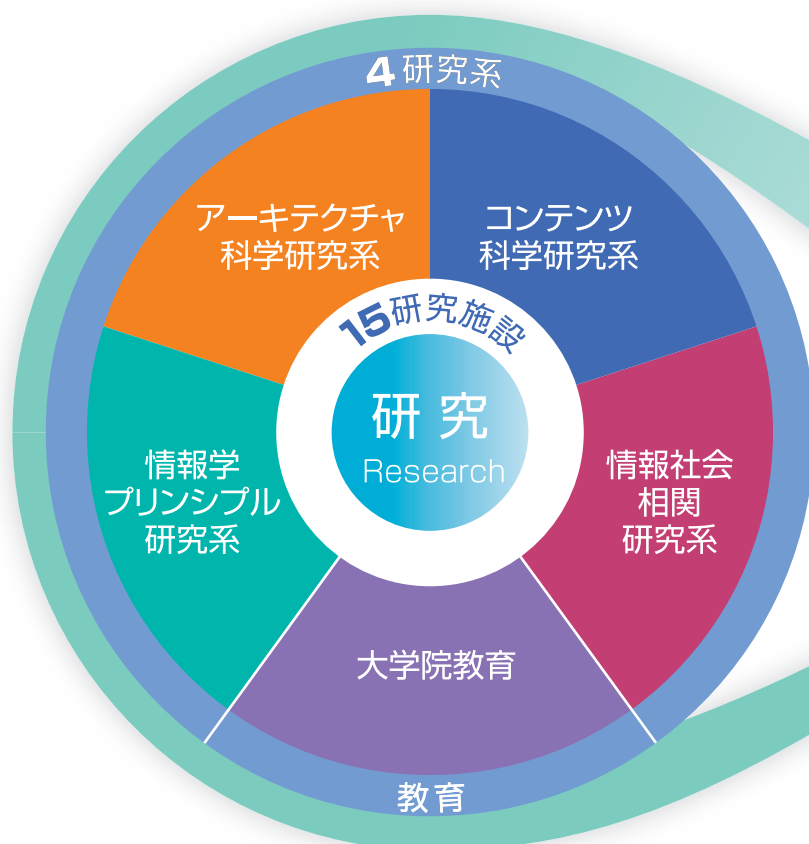 4研究系
アーキテクチャ
科学研究系
コンテンツ
科学研究系
15研究施設
研究
Research
情報学
プリンシプル
研究系
情報社会
相関
研究系
大学院教育
教育